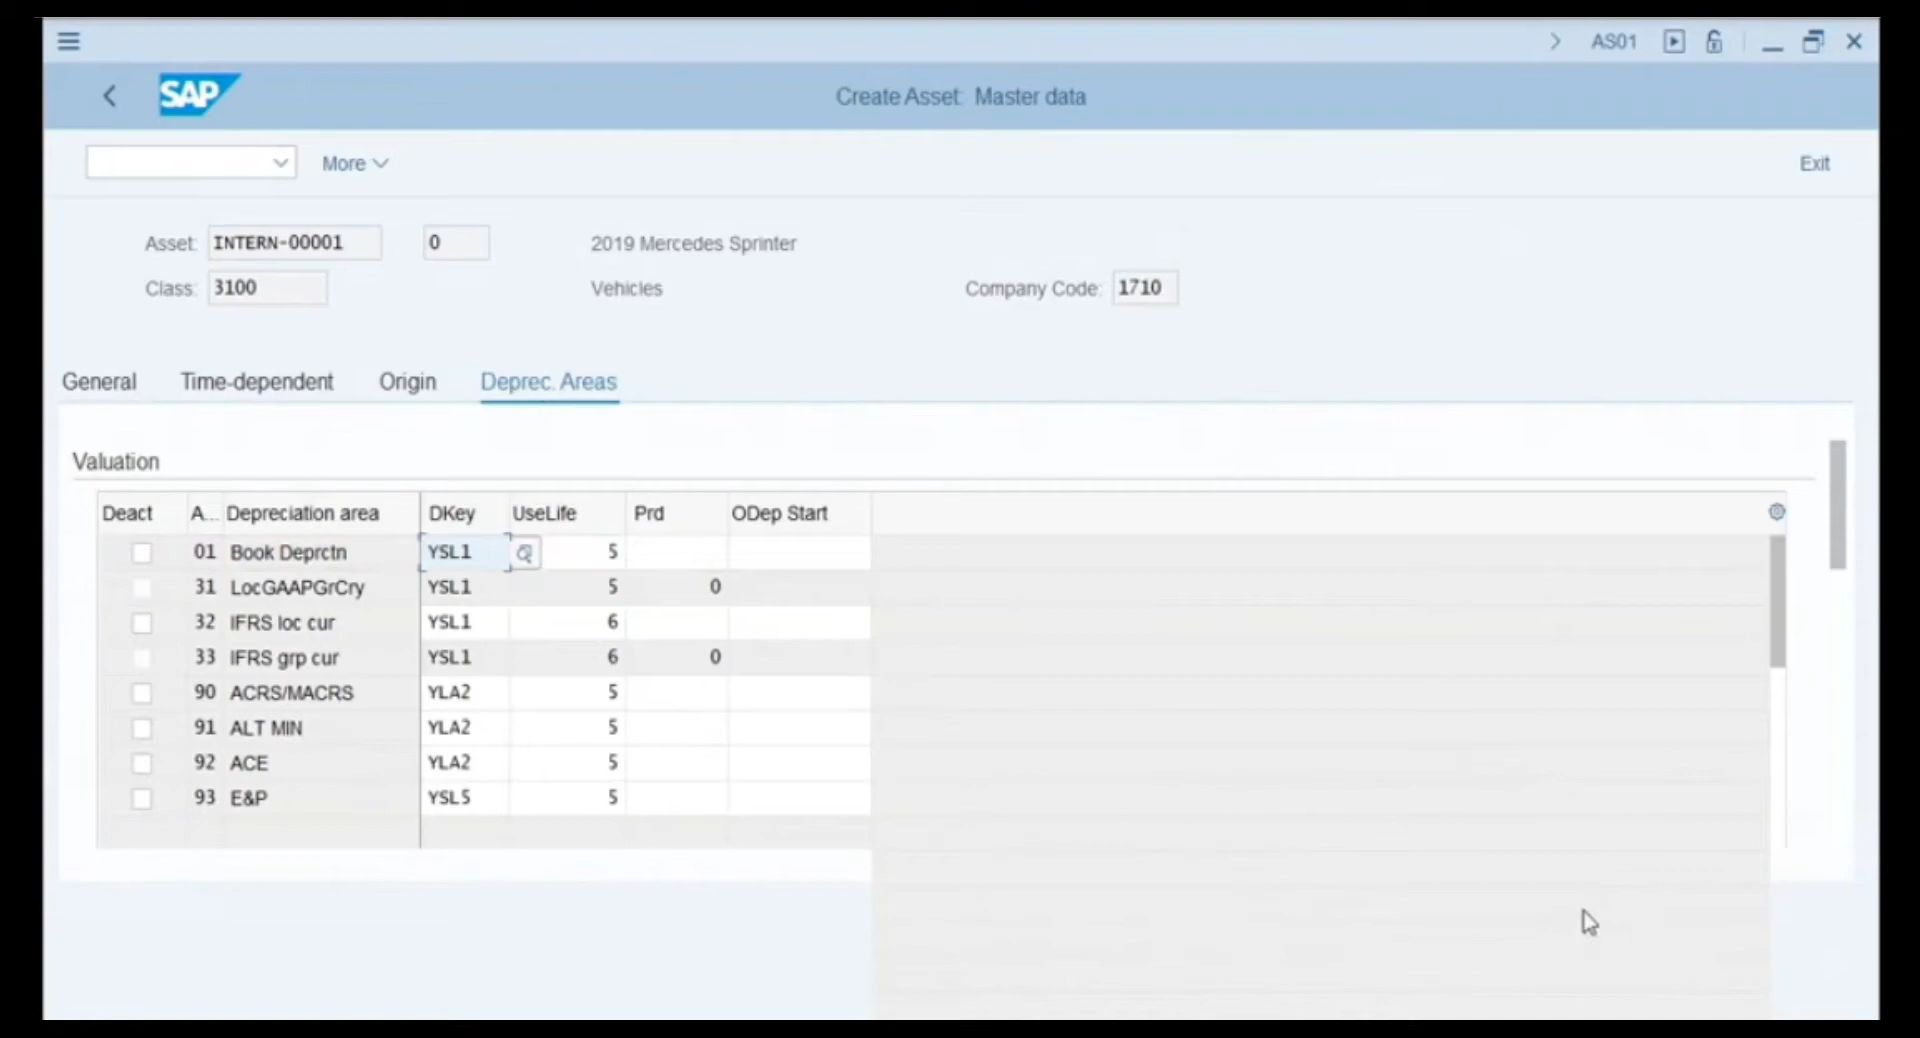 AS01
SAP
Create Asset: Master data
More
Exit
Asset: INTERN-00001 0 2019 Mercedes Sprinter
Class: 3100 Vehicles Company Code: 1710
General Time-dependent Origin Deprec. Areas
Valuation
Deact A... Depreciation area DKey UseLife Prd ODep Start
01 Book Deprctn YSL1 5
31 LocGAAPGrCry YSL1 5 0
32 IFRS loc cur YSL1 6
33 IFRS grp cur YSL1 6 0
90 ACRS/MACRS YLA2 5
91 ALT MIN YLA2 5
92 ACE YLA2 5
93 E&P YSL5 5